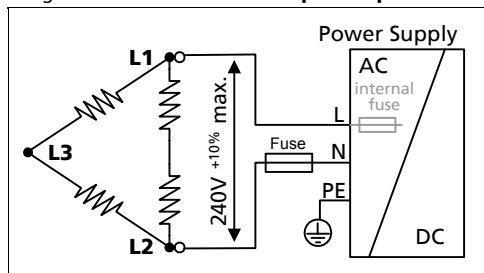 Power Supply
L1
AC
internal
fuse
L
240V +10% max.
Fuse
N
L3
PE
L2
DC